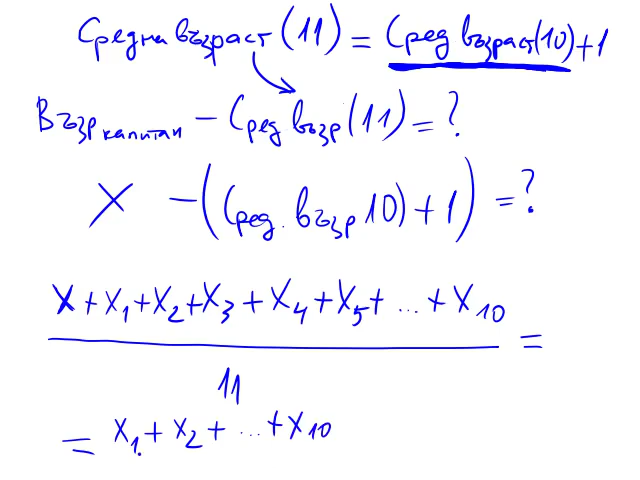 Средна възраст (11) = Сред възраст(10)+1
Възр капитан - Сред възр (11) = ?
X - (Сред. възр 10) + 1) = ?
X + X1 + X2 + X3 + X4 + X5 + ... + X10 =
11
= X1 + X2 + ... + X10